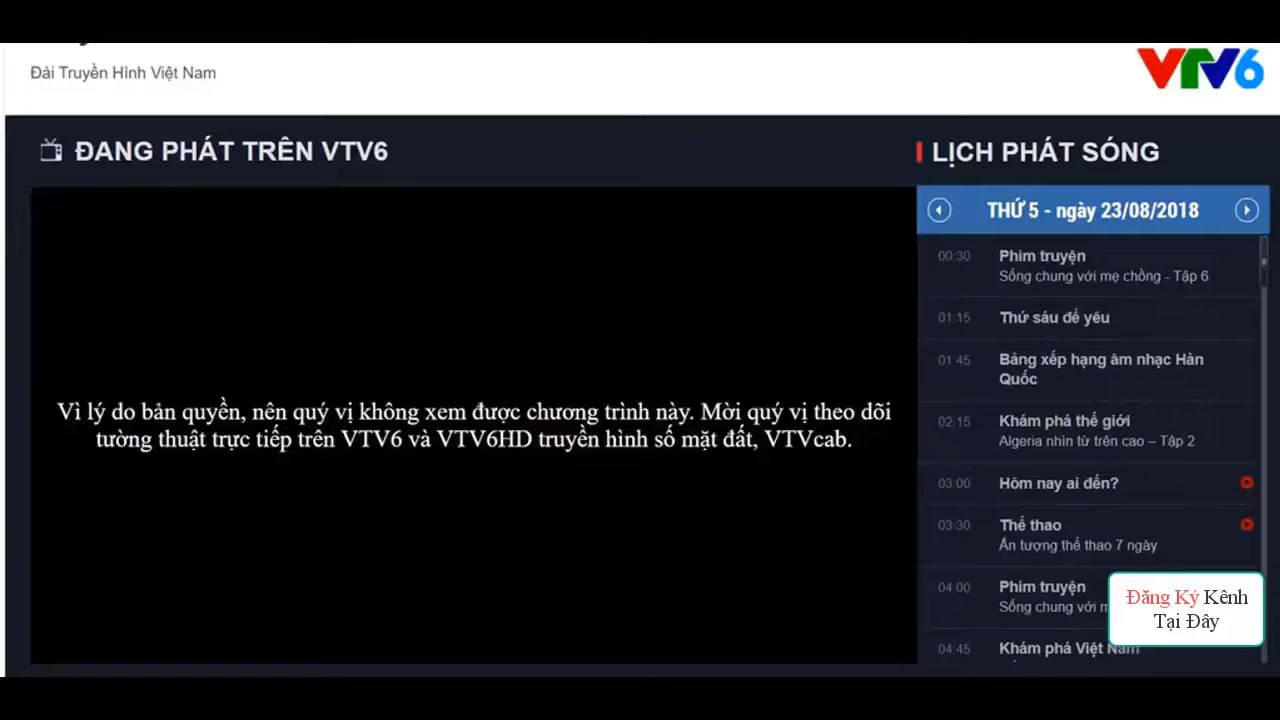 Đài Truyền Hình Việt Nam
VTV6
ĐANG PHÁT TRÊN VTV6
Vì lý do bản quyền, nên quý vị không xem được chương trình này. Mời quý vị theo dõi
tường thuật trực tiếp trên VTV6 và VTV6HD truyền hình số mặt đất, VTVcab.
LỊCH PHÁT SÓNG
THỨ 5 - ngày 23/08/2018
00:30 Phim truyện
Sống chung với mẹ chồng - Tập 6
01:15 Thứ sáu để yêu
01:45 Bảng xếp hạng âm nhạc Hàn
Quốc
02:15 Khám phá thế giới
Algeria nhìn từ trên cao – Tập 2
03:00 Hôm nay ai đến?
03:30 Thể thao
Ấn tượng thể thao 7 ngày
04:00 Phim truyện
Sống chung với
04:45 Khám phá Việt Nam
Đăng Ký Kênh
Tại Đây